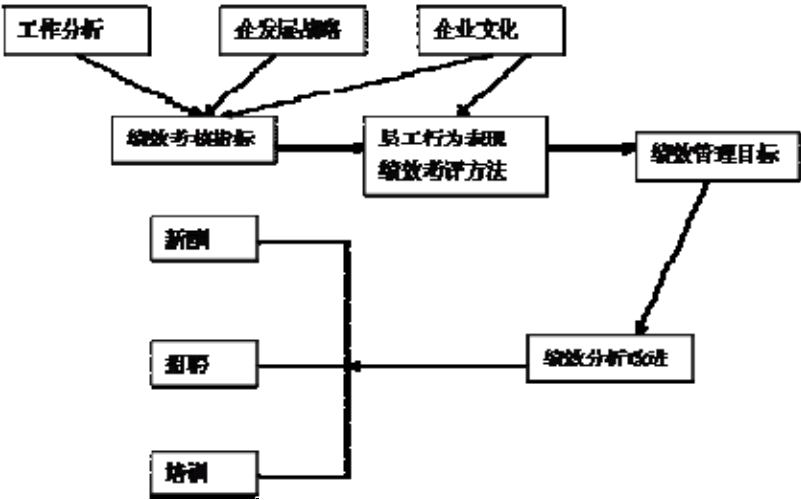 工作分析
企发层战略
企业文化
绩效考核指标
员工行为表现
绩效考评方法
绩效管理目标
薪酬
招聘
绩效分析改进
培训